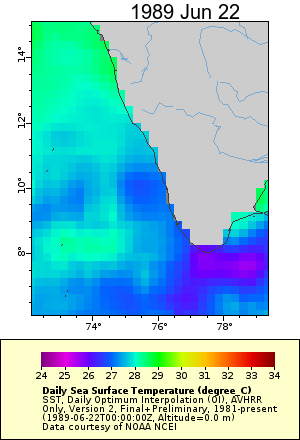 1989 Jun 22
14°
12°
10°
8°
74° 76° 78°
24 25 26 27 28 29 30 31 32 33 34
Daily Sea Surface Temperature (degree_C)
SST, Daily Optimum Interpolation (OI), AVHRR
Only, Version 2, Final+Preliminary, 1981-present
(1989-06-22T00:00:00Z, Altitude=0.0 m)
Data courtesy of NOAA NCEI